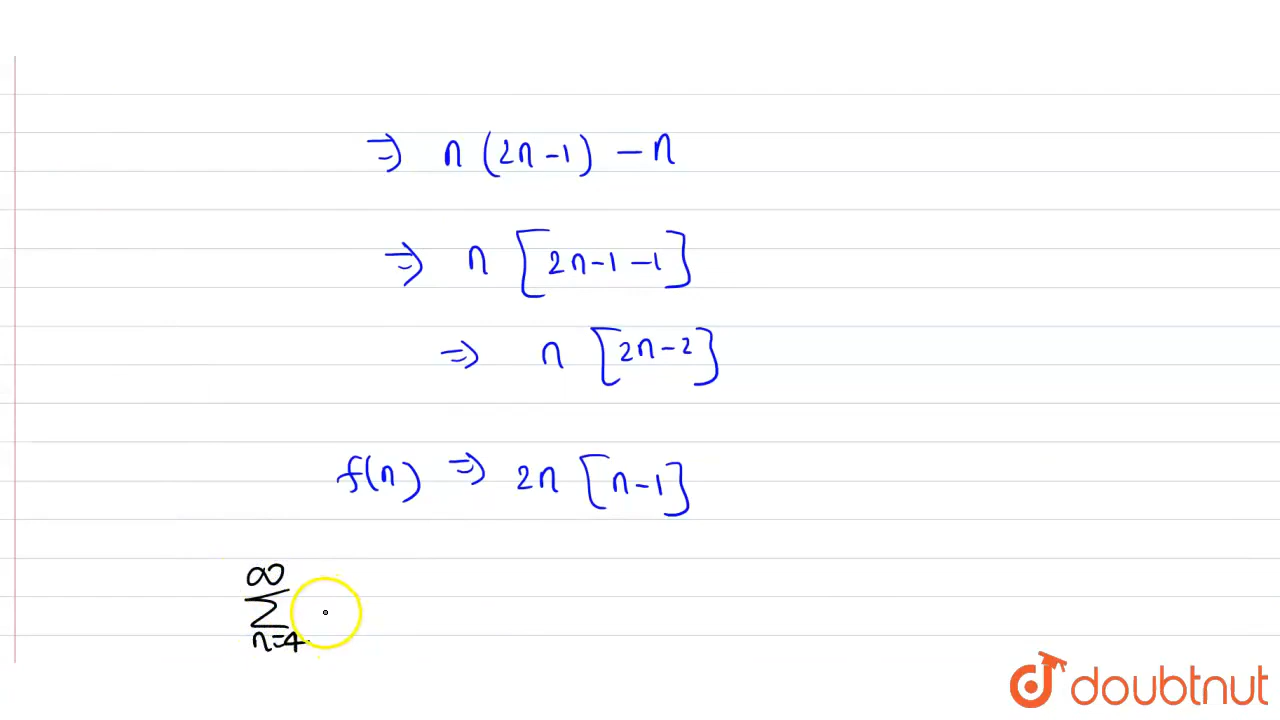 ⇒ n (2n-1) - n
⇒ n [2n-1-1]
⇒ n [2n-2]
f(n) ⇒ 2n [n-1]
∞
Σ
n=4
doubtnut